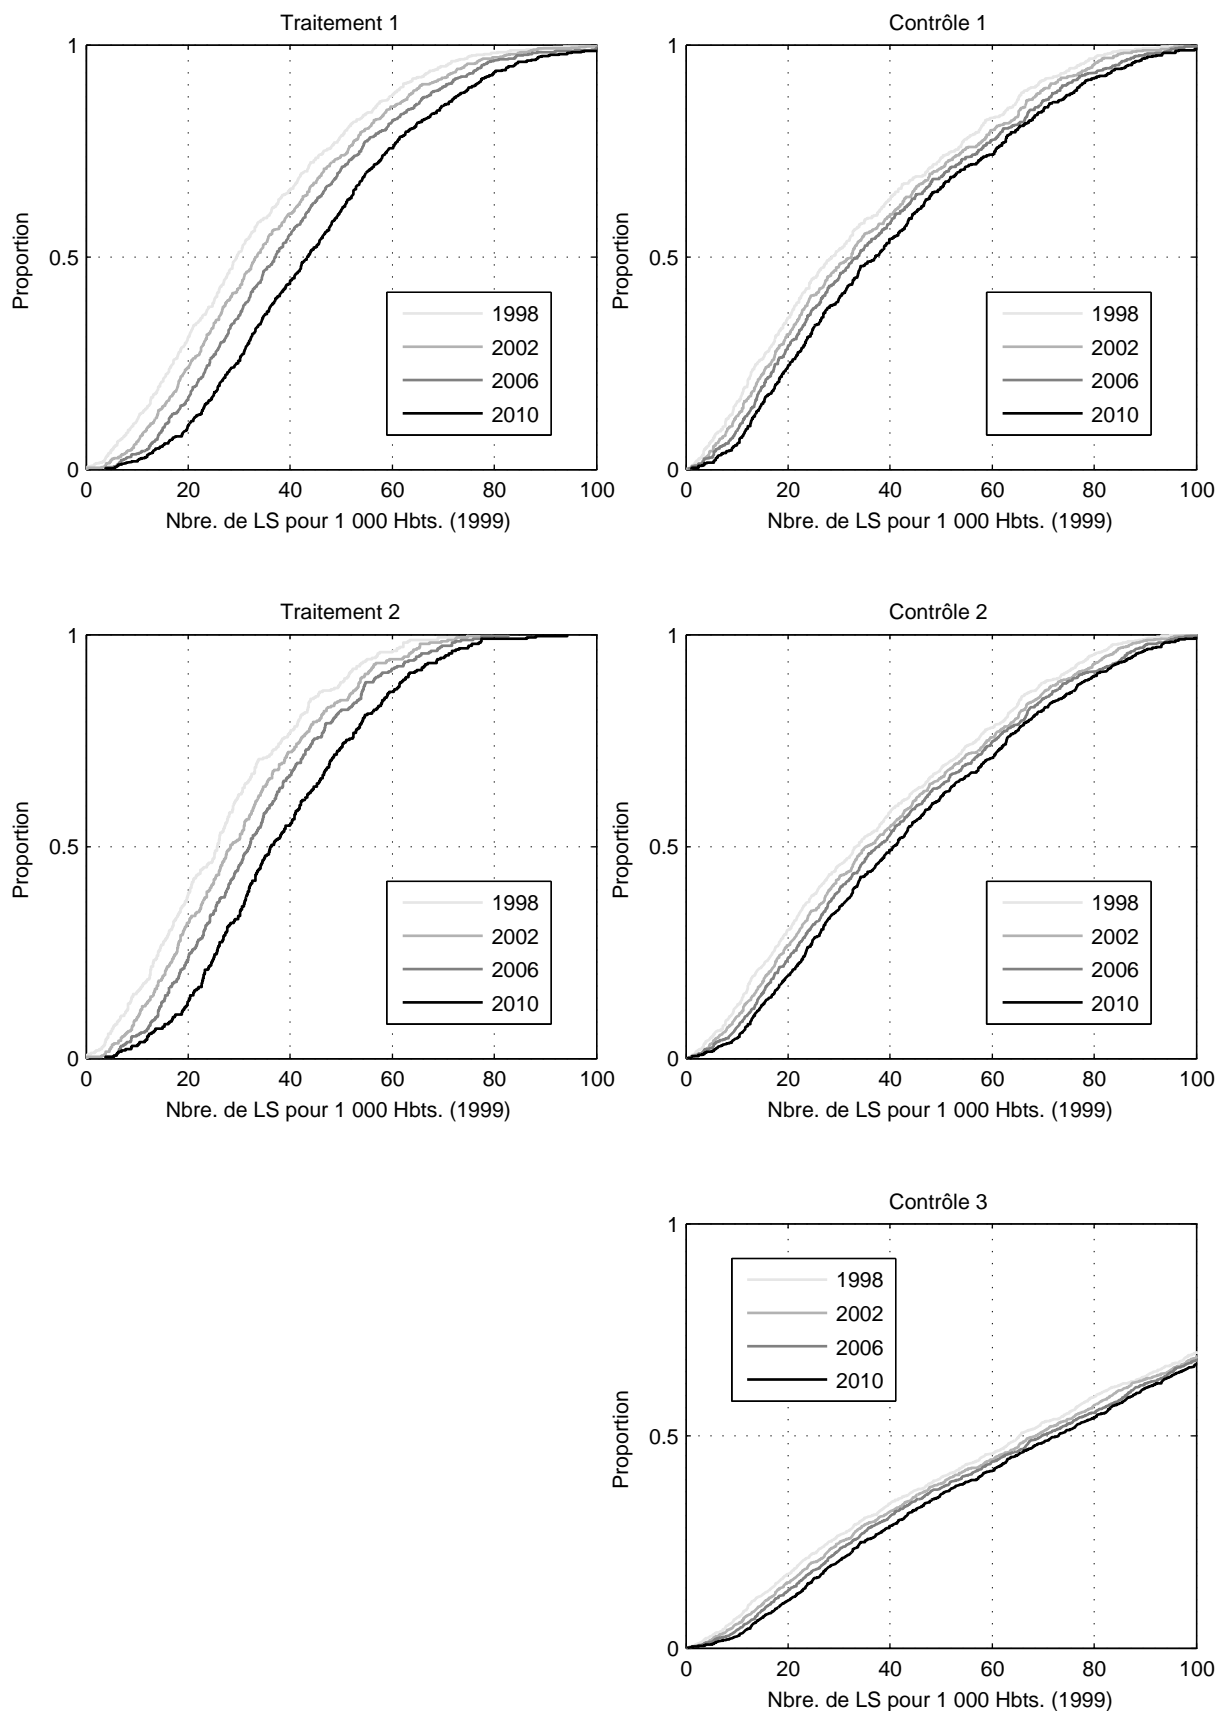 Traitement 1
1
0.5
0
Proportion
0 20 40 60 80 100
Nbre. de LS pour 1 000 Hbts. (1999)
1998
2002
2006
2010
Contrôle 1
1
0.5
0
Proportion
0 20 40 60 80 100
Nbre. de LS pour 1 000 Hbts. (1999)
1998
2002
2006
2010
Traitement 2
1
0.5
0
Proportion
0 20 40 60 80 100
Nbre. de LS pour 1 000 Hbts. (1999)
1998
2002
2006
2010
Contrôle 2
1
0.5
0
Proportion
0 20 40 60 80 100
Nbre. de LS pour 1 000 Hbts. (1999)
1998
2002
2006
2010
Contrôle 3
1
0.5
0
Proportion
0 20 40 60 80 100
Nbre. de LS pour 1 000 Hbts. (1999)
1998
2002
2006
2010